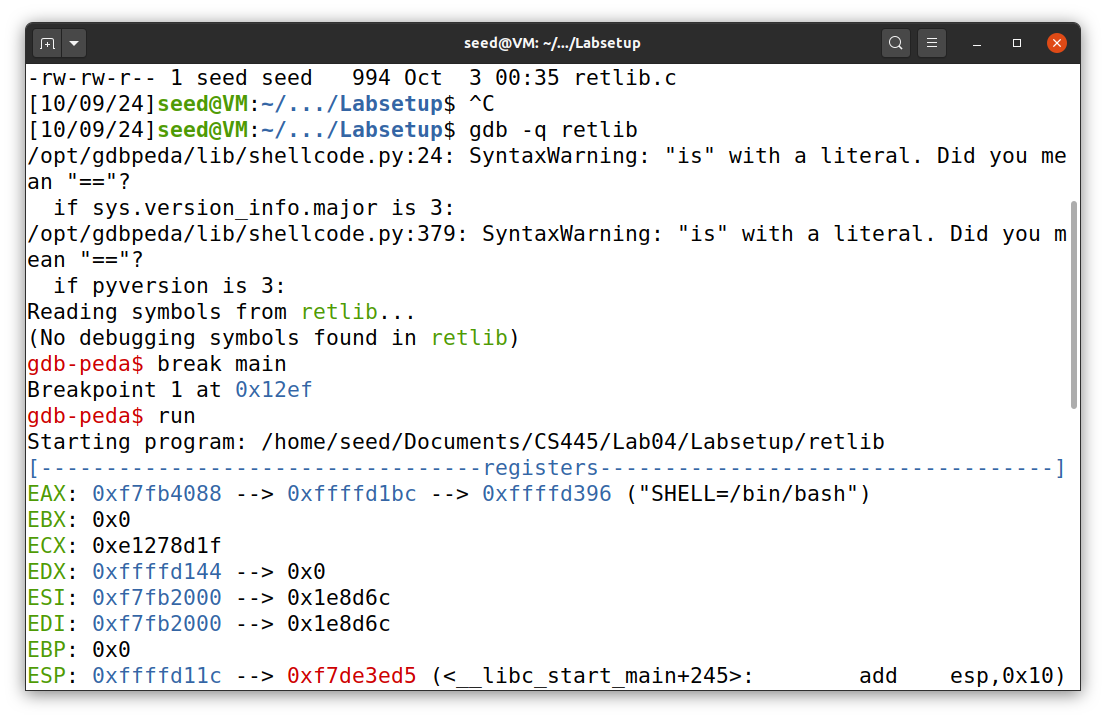 seed@VM: ~/.../Labsetup
-rw-rw-r-- 1 seed seed   994 Oct  3 00:35 retlib.c
[10/09/24]seed@VM:~/.../Labsetup$ ^C
[10/09/24]seed@VM:~/.../Labsetup$ gdb -q retlib
/opt/gdbpeda/lib/shellcode.py:24: SyntaxWarning: "is" with a literal. Did you me
an "=="?
  if sys.version_info.major is 3:
/opt/gdbpeda/lib/shellcode.py:379: SyntaxWarning: "is" with a literal. Did you m
ean "=="?
  if pyversion is 3:
Reading symbols from retlib...
(No debugging symbols found in retlib)
gdb-peda$ break main
Breakpoint 1 at 0x12ef
gdb-peda$ run
Starting program: /home/seed/Documents/CS445/Lab04/Labsetup/retlib
[----------------------------------registers-----------------------------------]
EAX: 0xf7fb4088 --> 0xffffd1bc --> 0xffffd396 ("SHELL=/bin/bash")
EBX: 0x0
ECX: 0xe1278d1f
EDX: 0xffffd144 --> 0x0
ESI: 0xf7fb2000 --> 0x1e8d6c
EDI: 0xf7fb2000 --> 0x1e8d6c
EBP: 0x0
ESP: 0xffffd11c --> 0xf7de3ed5 (<__libc_start_main+245>:        add    esp,0x10)